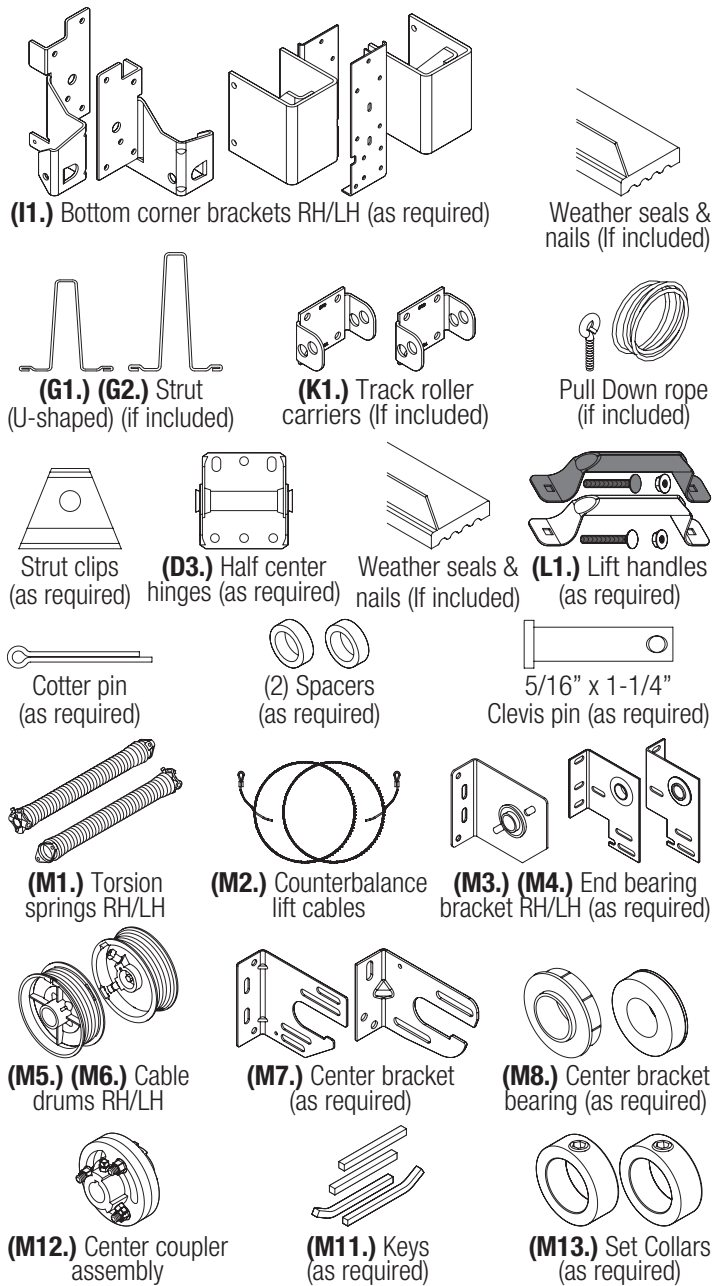 (I1.) Bottom corner brackets RH/LH (as required)
Weather seals &
nails (If included)
(G1.) (G2.) Strut
(U-shaped) (if included)
(K1.) Track roller
carriers (If included)
Pull Down rope
(if included)
Strut clips
(as required)
(D3.) Half center
hinges (as required)
Weather seals &
nails (If included)
(L1.) Lift handles
(as required)
Cotter pin
(as required)
(2) Spacers
(as required)
5/16” x 1-1/4”
Clevis pin (as required)
(M1.) Torsion
springs RH/LH
(M2.) Counterbalance
lift cables
(M3.) (M4.) End bearing
bracket RH/LH (as required)
(M5.) (M6.) Cable
drums RH/LH
(M7.) Center bracket
(as required)
(M8.) Center bracket
bearing (as required)
(M12.) Center coupler
assembly
(M11.) Keys
(as required)
(M13.) Set Collars
(as required)